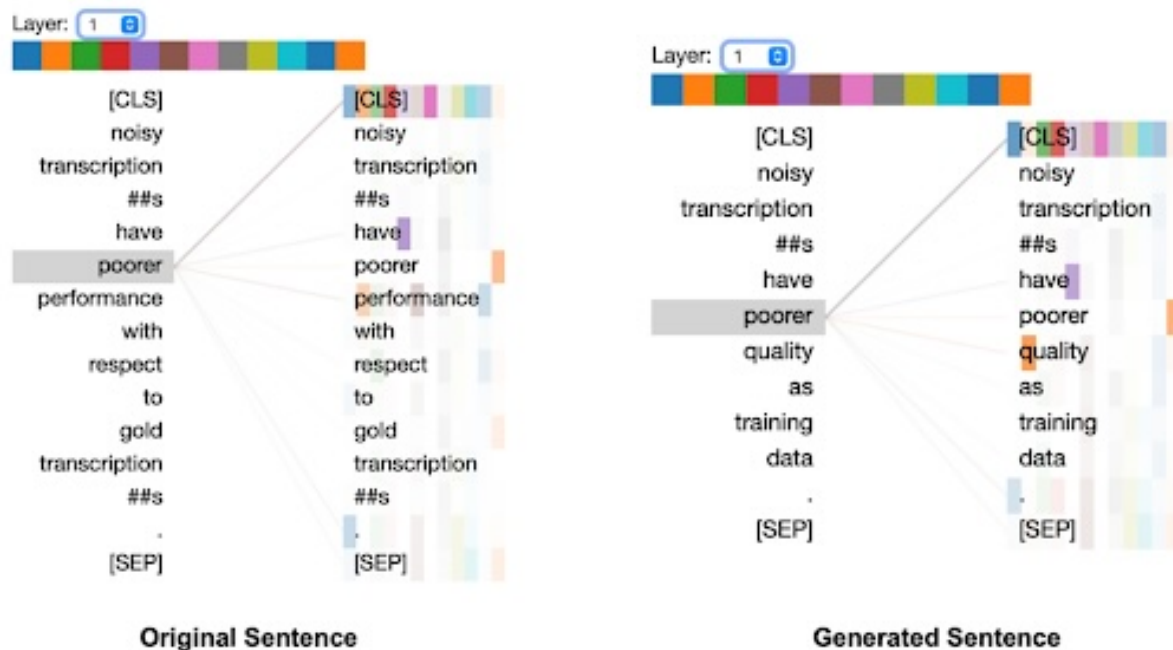 Layer: 1
[CLS] [CLS]
noisy noisy
transcription transcription
##s ##s
have have
poorer poorer
performance performance
with with
respect respect
to to
gold gold
transcription transcription
##s ##s
. .
[SEP] [SEP]
Original Sentence
Layer: 1
[CLS] [CLS]
noisy noisy
transcription transcription
##s ##s
have have
poorer poorer
quality quality
as as
training training
data data
. .
[SEP] [SEP]
Generated Sentence